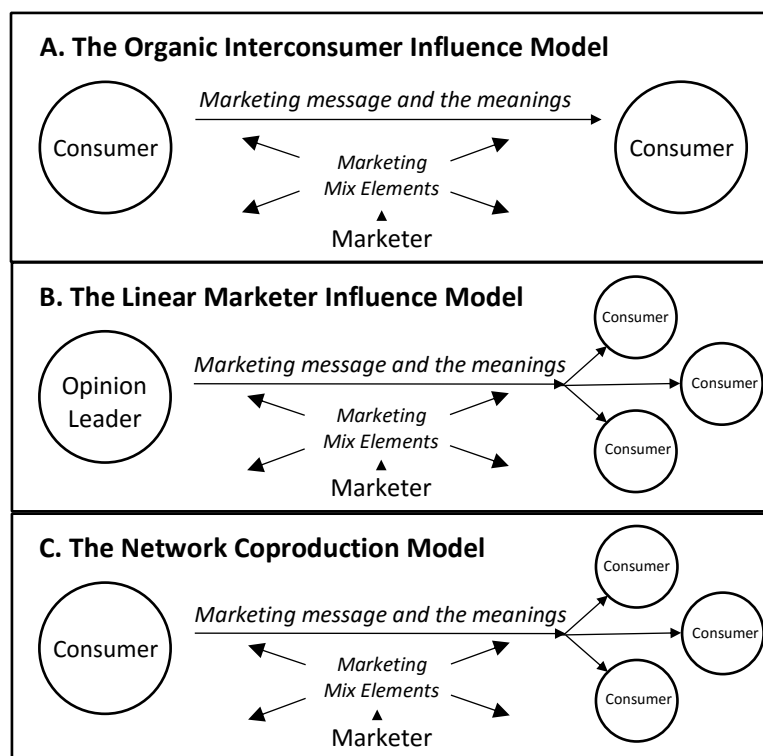 A. The Organic Interconsumer Influence Model
Marketing message and the meanings
Consumer
Consumer
Marketing
Mix Elements
Marketer
B. The Linear Marketer Influence Model
Consumer
Marketing message and the meanings
Opinion
Leader
Consumer
Marketing
Mix Elements
Consumer
Marketer
C. The Network Coproduction Model
Consumer
Marketing message and the meanings
Consumer
Consumer
Marketing
Mix Elements
Consumer
Marketer